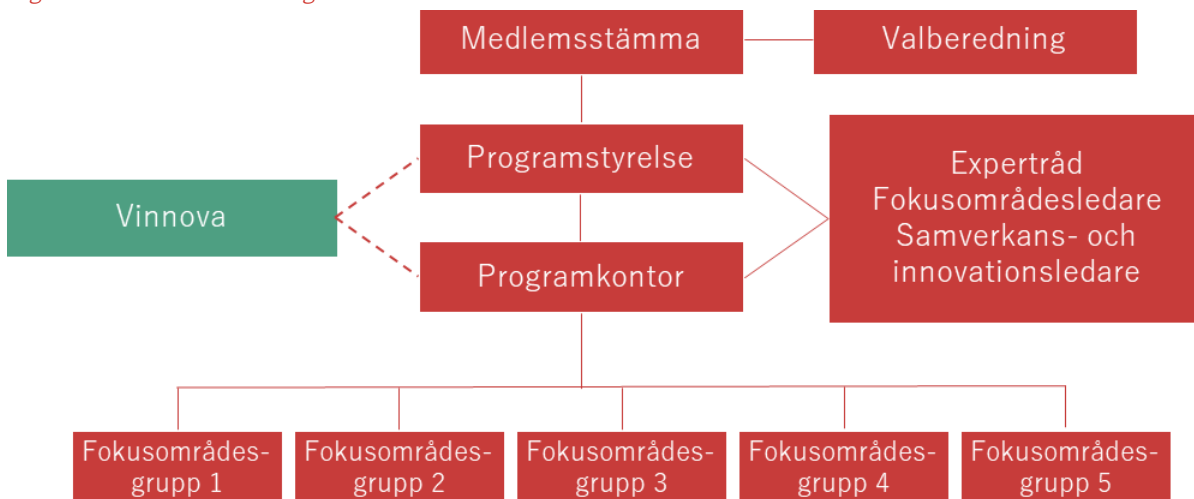 Medlemsstämma
Valberedning
Programstyrelse
Vinnova
Expertråd
Fokusområdesledare
Samverkans- och
innovationsledare
Programkontor
Fokusområdes-
grupp 1
Fokusområdes-
grupp 2
Fokusområdes-
grupp 3
Fokusområdes-
grupp 4
Fokusområdes-
grupp 5